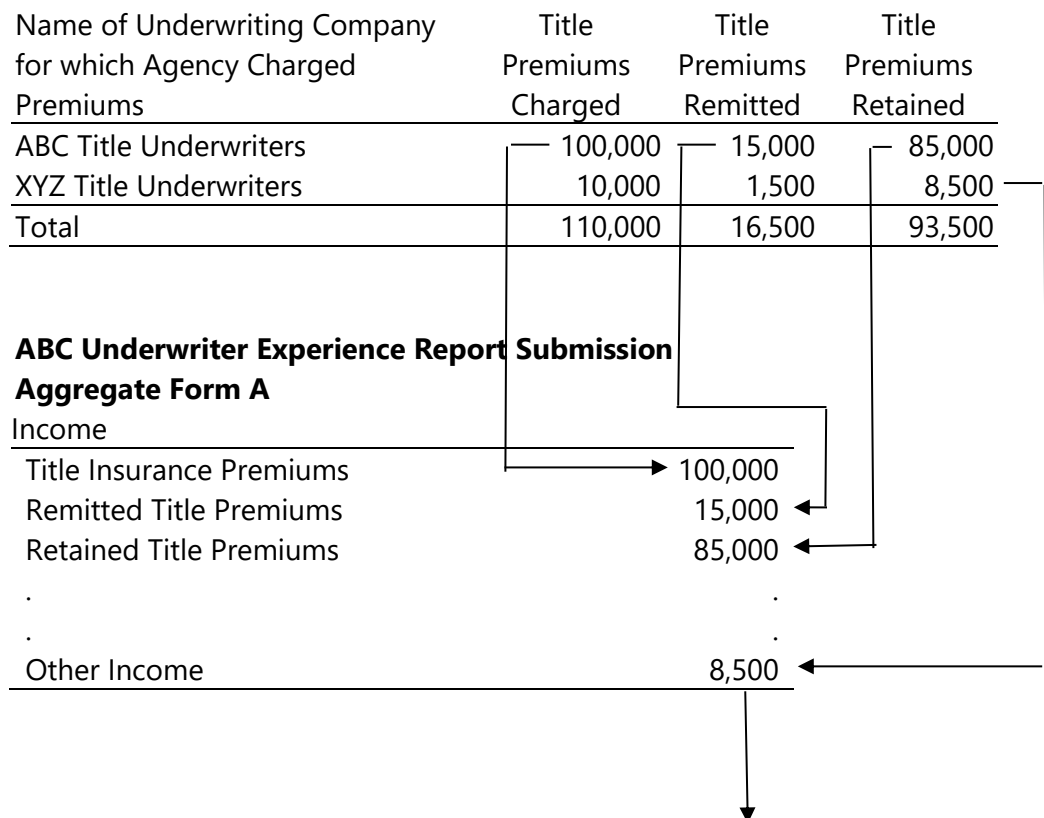 Name of Underwriting Company Title Title Title
for which Agency Charged Premiums Premiums Premiums
Premiums Charged Remitted Retained
ABC Title Underwriters 100,000 15,000 85,000
XYZ Title Underwriters 10,000 1,500 8,500
Total 110,000 16,500 93,500
ABC Underwriter Experience Report Submission
Aggregate Form A
Income
Title Insurance Premiums 100,000
Remitted Title Premiums 15,000
Retained Title Premiums 85,000
. .
. .
Other Income 8,500